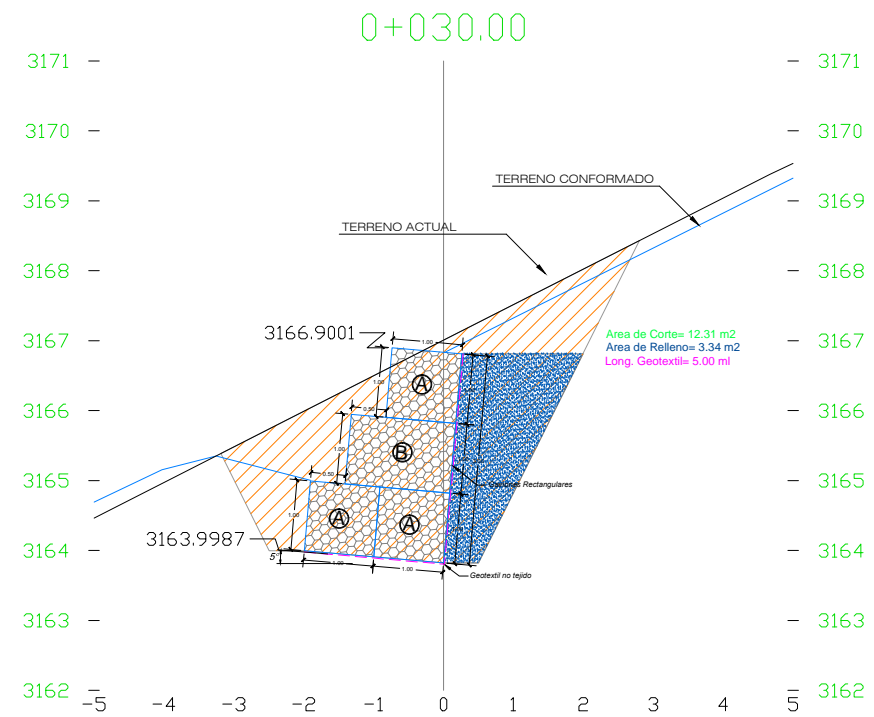 0+030.00
3171 3171
3170 3170
TERRENO CONFORMADO
3169 3169
TERRENO ACTUAL
3168 3168
3166.9001
3167 1.00 3167
Area de Corte= 12.31 m2
Area de Relleno= 3.34 m2
Long. Geotextil= 5.00 ml
1.00 A
3166 0.50 3166
1.00 B
3165 0.50 Rectangulares 3165
1.00 A A
3163.9987
3164 3164
5°
1.00 1.00 Geotextil no tejido
3163 3163
3162 3162
-5 -4 -3 -2 -1 0 1 2 3 4 5